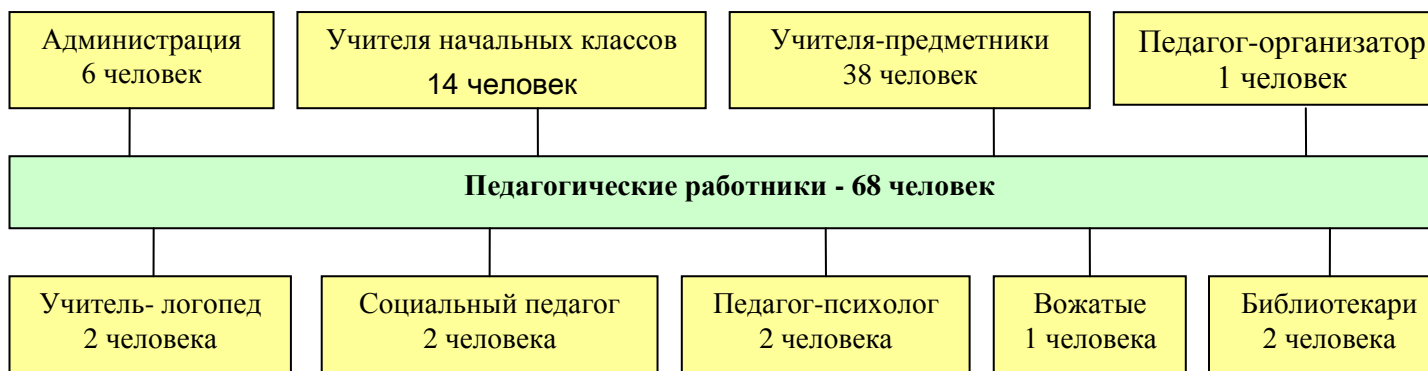 Администрация
6 человек
Учителя начальных классов
14 человек
Учителя-предметники
38 человек
Педагог-организатор
1 человек
Педагогические работники - 68 человек
Учитель- логопед
2 человека
Социальный педагог
2 человека
Педагог-психолог
2 человека
Вожатые
1 человека
Библиотекари
2 человека